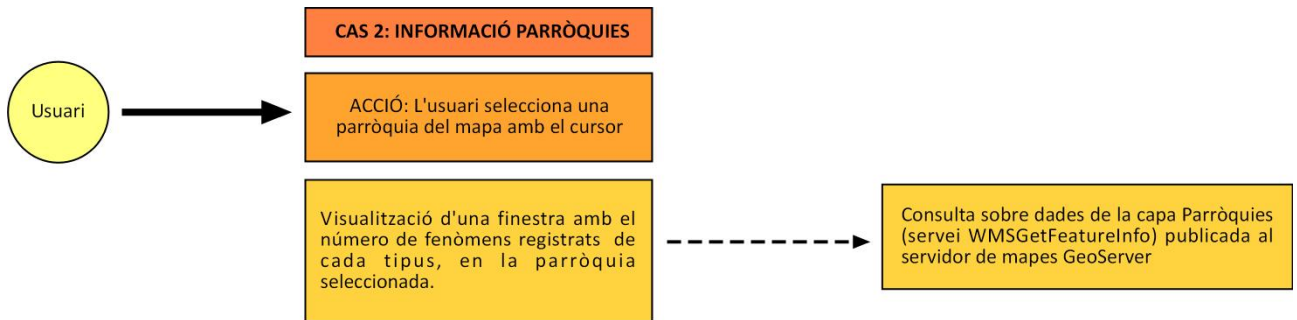 CAS 2: INFORMACIÓ PARRÒQUIES
Usuari
ACCIÓ: L'usuari selecciona una
parròquia del mapa amb el cursor
Visualització d'una finestra amb el
número de fenòmens registrats de
cada tipus, en la parròquia
seleccionada.
Consulta sobre dades de la capa Parròquies
(servei WMSGetFeatureInfo) publicada al
servidor de mapes GeoServer